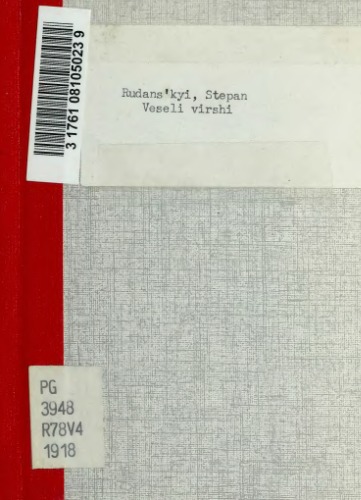 3 1761 08105023 9
Rudans'kyi, Stepan
Veseli virshi
PG
3948
R78V4
1918